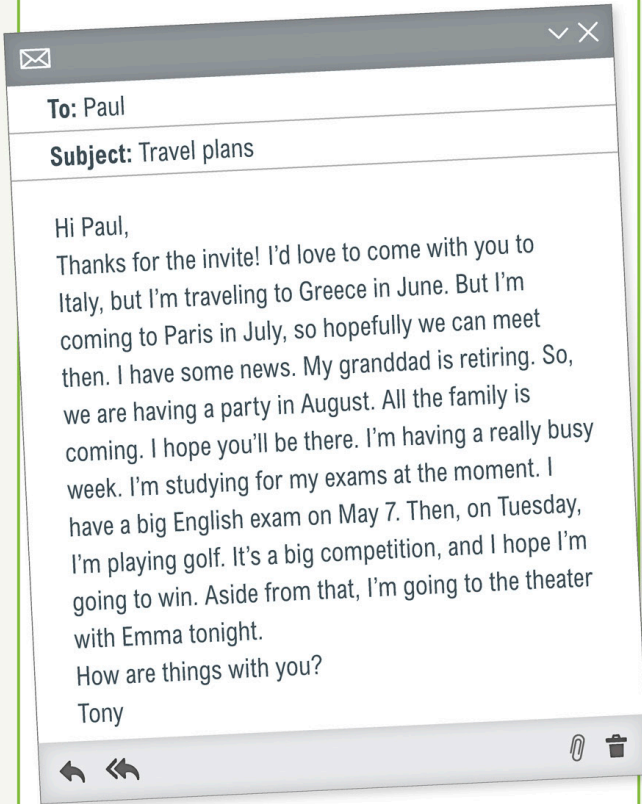 To: Paul
Subject: Travel plans
Hi Paul,
Thanks for the invite! I'd love to come with you to
Italy, but I'm traveling to Greece in June. But I'm
coming to Paris in July, so hopefully we can meet
then. I have some news. My granddad is retiring. So,
we are having a party in August. All the family is
coming. I hope you'll be there. I'm having a really busy
week. I'm studying for my exams at the moment. I
have a big English exam on May 7. Then, on Tuesday,
I'm playing golf. It's a big competition, and I hope I'm
going to win. Aside from that, I'm going to the theater
with Emma tonight.
How are things with you?
Tony